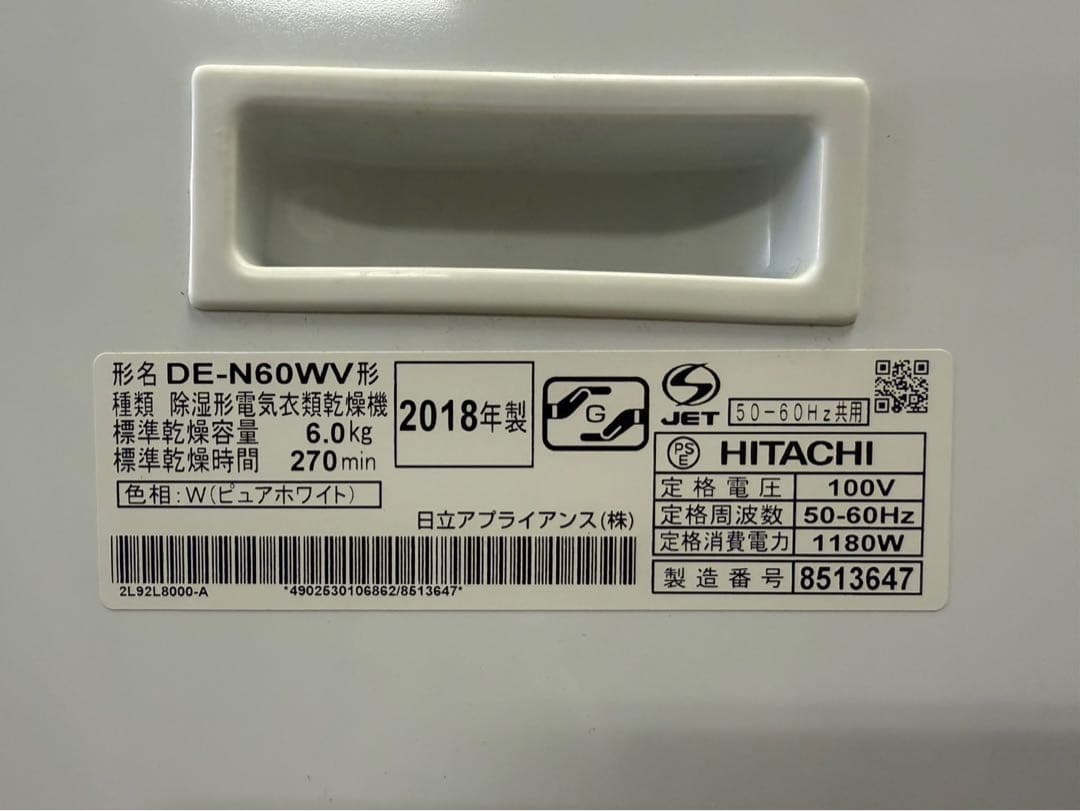 形名 DE-N60WV形
種類 除湿形電気衣類乾燥機
標準乾燥容量 6.0kg
標準乾燥時間 270min
色相:W(ピュアホワイト)
2018年製
G
日立アプライアンス(株)
2L92L8000-A *4902530106862/8513647*
S
JET 50-60Hz共用
PS
E
HITACHI
定格電圧 100V
定格周波数 50-60Hz
定格消費電力 1180W
製造番号 8513647